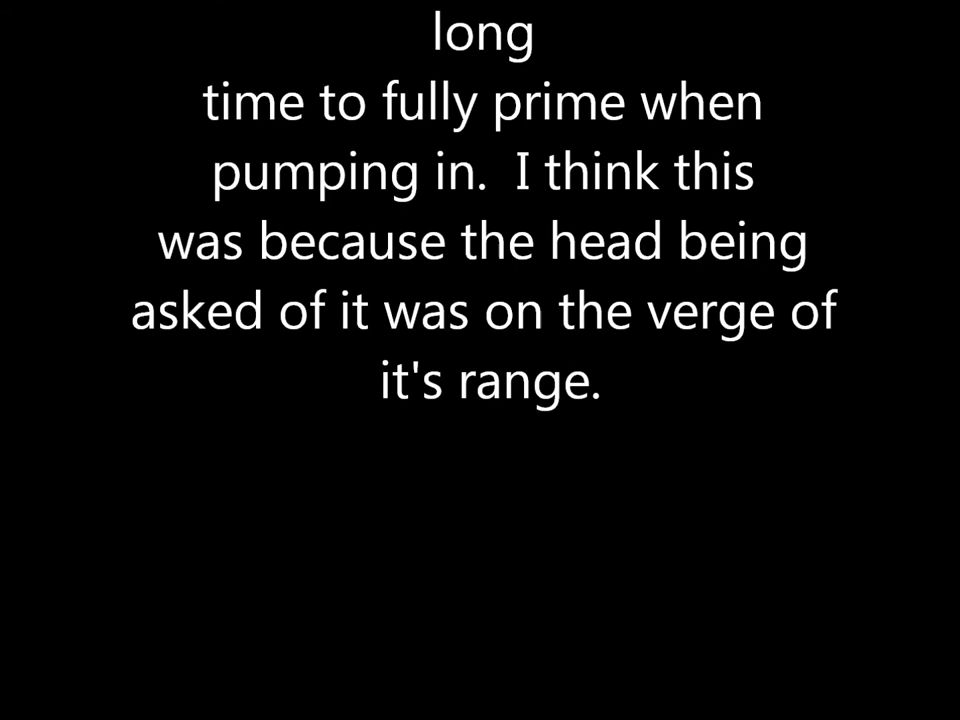 long
time to fully prime when
pumping in.  I think this
was because the head being
asked of it was on the verge of
it's range.